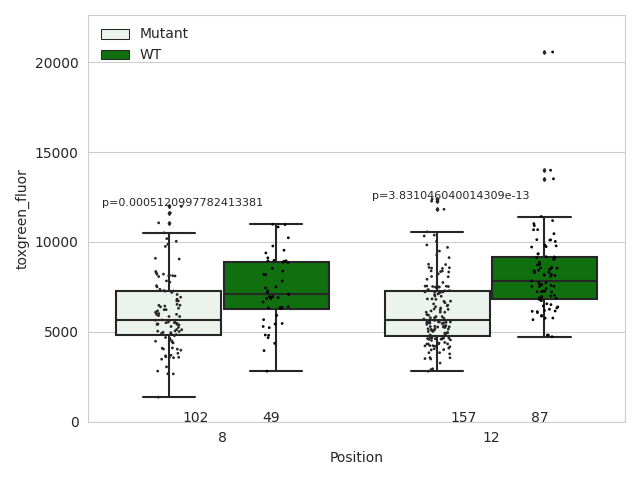 Mutant
WT
20000
15000
10000
5000
0
toxgreen_fluor
p=0.0005120997782413381
p=3.831046040014309e-13
102
49
157
87
8
12
Position